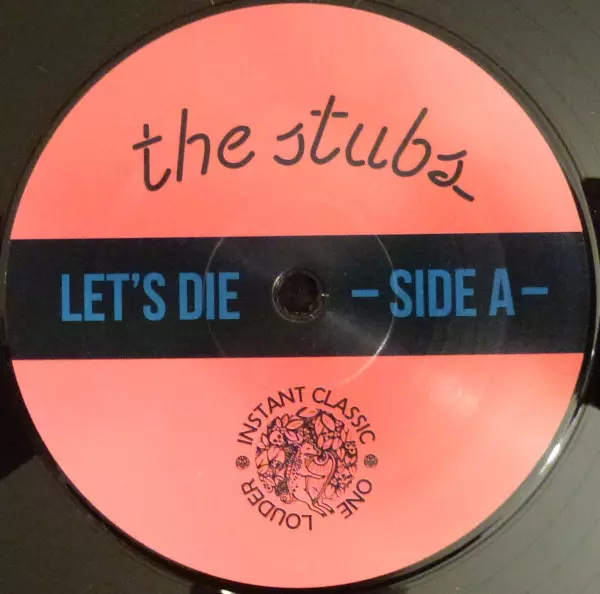 the stubs
LET'S DIE – SIDE A –
INSTANT CLASSIC
ONE LOUDER